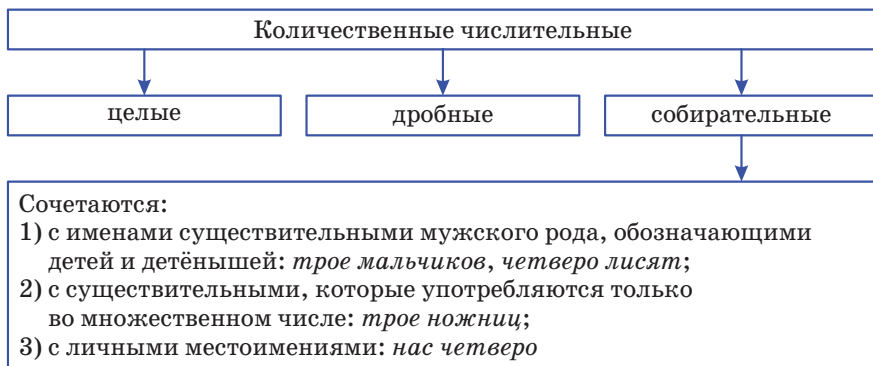 Количественные числительные
целые
дробные
собирательные
Сочетаются:
1) с именами существительными мужского рода, обозначающими
детей и детёнышей: трое мальчиков, четверо лисят;
2) с существительными, которые употребляются только
во множественном числе: трое ножниц;
3) с личными местоимениями: нас четверо